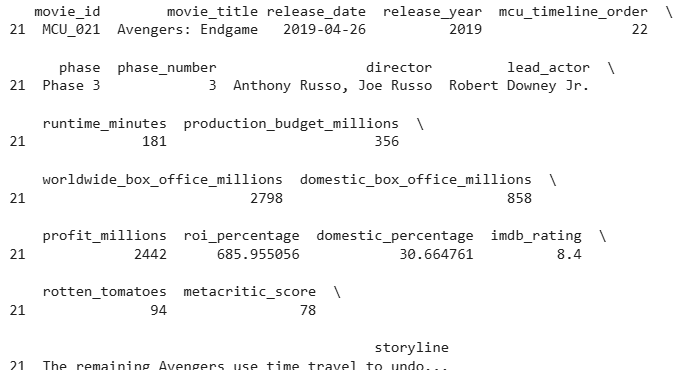 movie_id movie_title release_date release_year mcu_timeline_order \
21 MCU_021 Avengers: Endgame 2019-04-26 2019 22
phase phase_number director lead_actor \
21 Phase 3 3 Anthony Russo, Joe Russo Robert Downey Jr.
runtime_minutes production_budget_millions \
21 181 356
worldwide_box_office_millions domestic_box_office_millions \
21 2798 858
profit_millions roi_percentage domestic_percentage imdb_rating \
21 2442 685.955056 30.664761 8.4
rotten_tomatoes metacritic_score \
21 94 78
storyline
21 The remaining Avengers use time travel to undo...